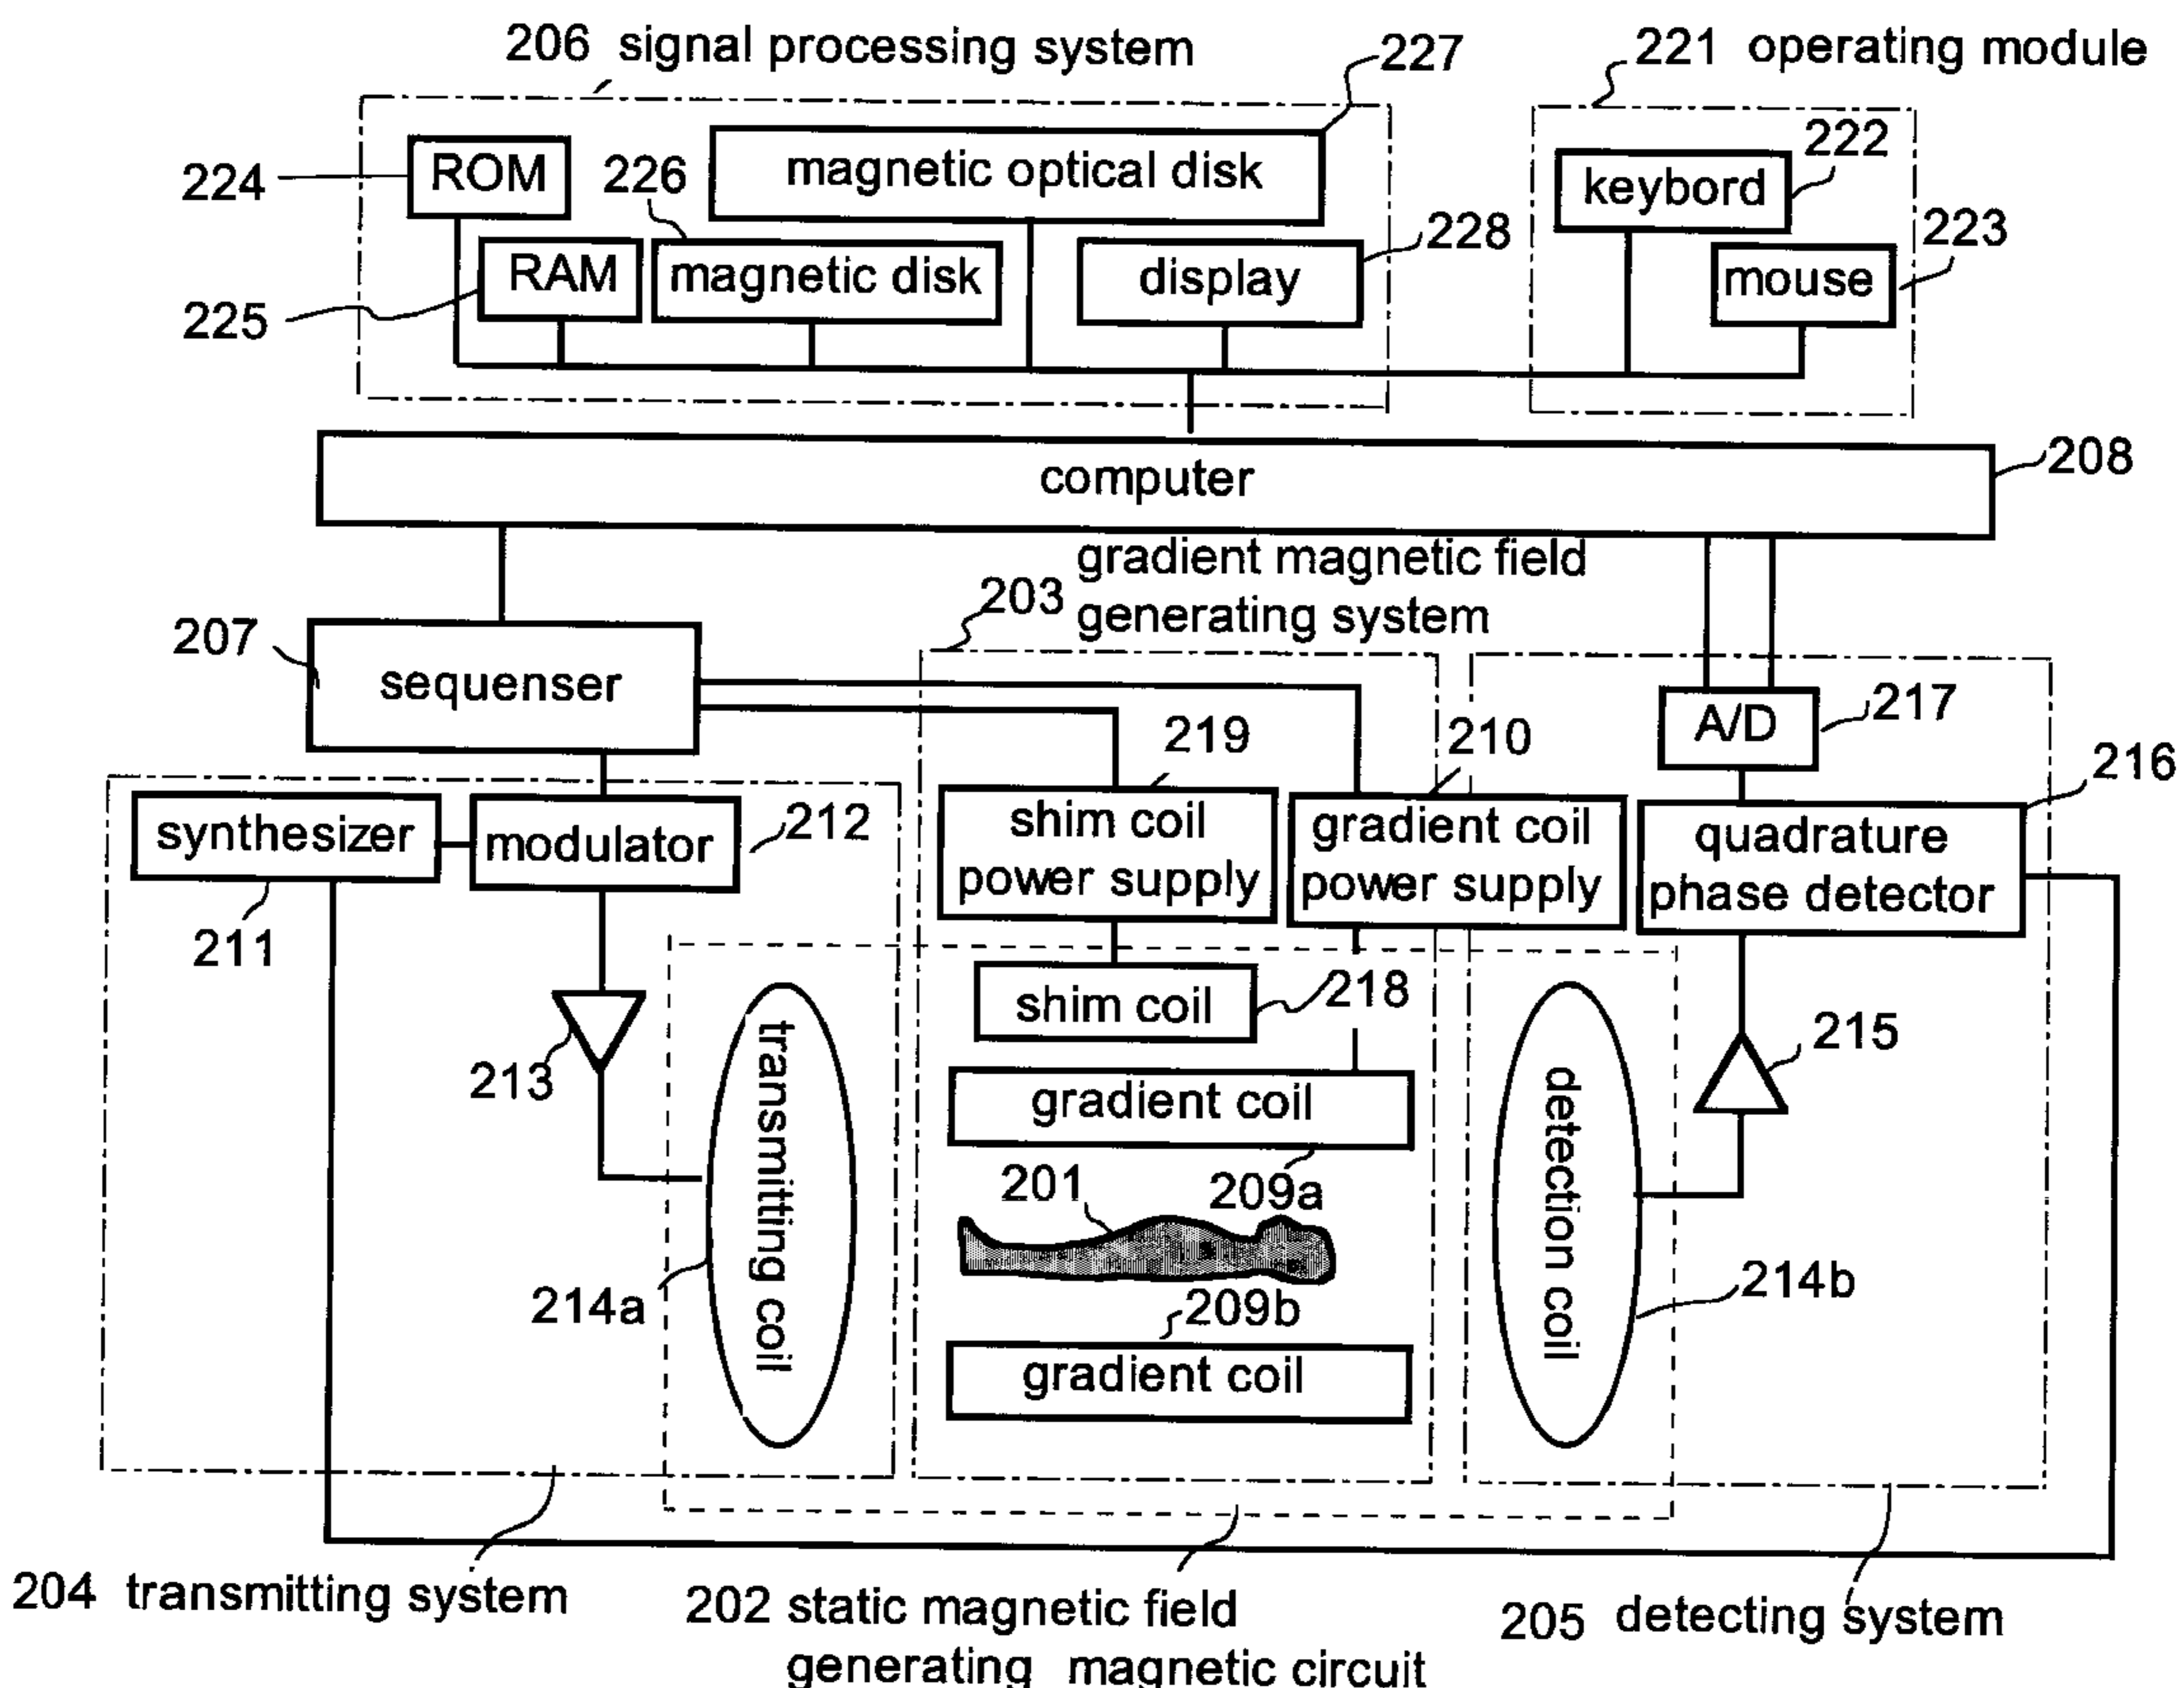 206 signal processing system
227
221 operating module
224
ROM
226
magnetic optical disk
keybord
222
225
RAM
magnetic disk
display
228
mouse
223
computer
208
gradient magnetic field
203 generating system
207
sequenser
219
210
A/D
217
216
synthesizer
modulator
212
shim coil
power supply
gradient coil
power supply
quadrature
phase detector
211
213
transmitting coil
shim coil
218
detection coil
215
gradient coil
201
209a
214a
209b
214b
gradient coil
204 transmitting system
202 static magnetic field
generating magnetic circuit
205 detecting system